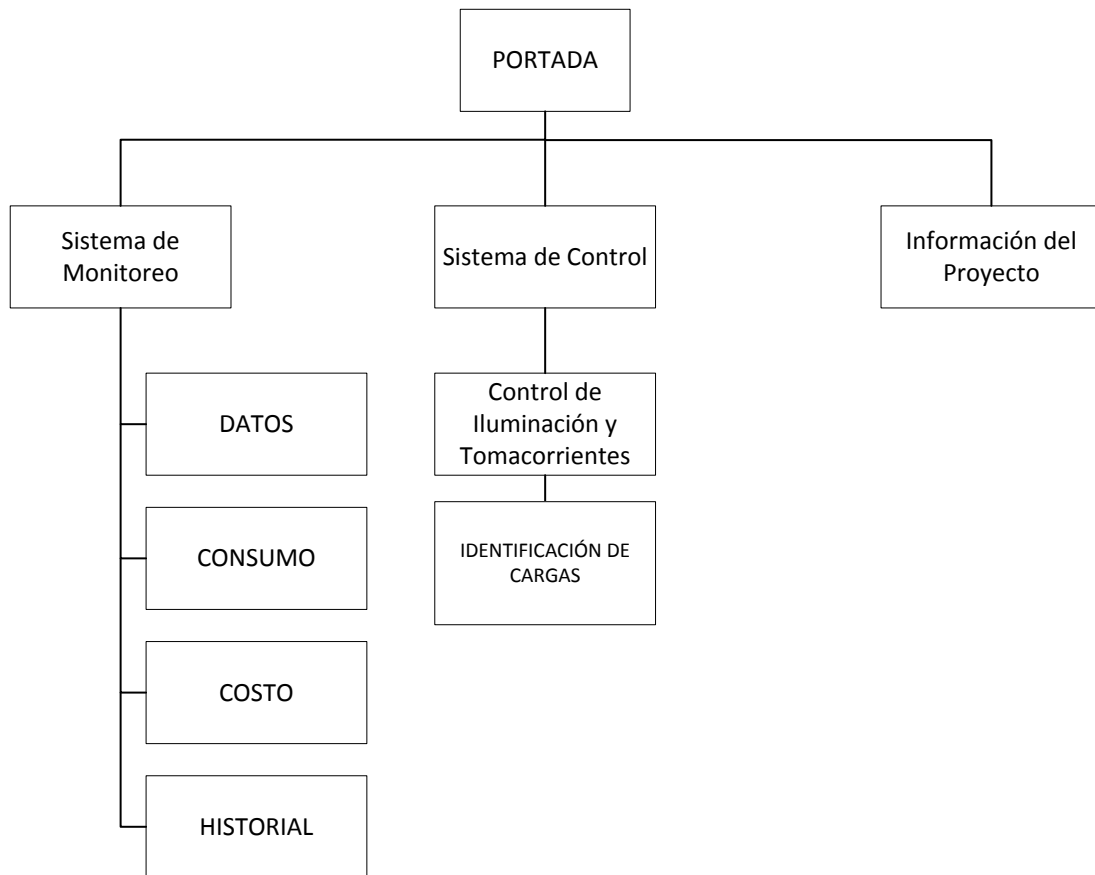 PORTADA
Sistema de
Monitoreo
Sistema de Control
Información del
Proyecto
DATOS
CONSUMO
COSTO
HISTORIAL
Control de
Iluminación y
Tomacorrientes
IDENTIFICACIÓN DE
CARGAS